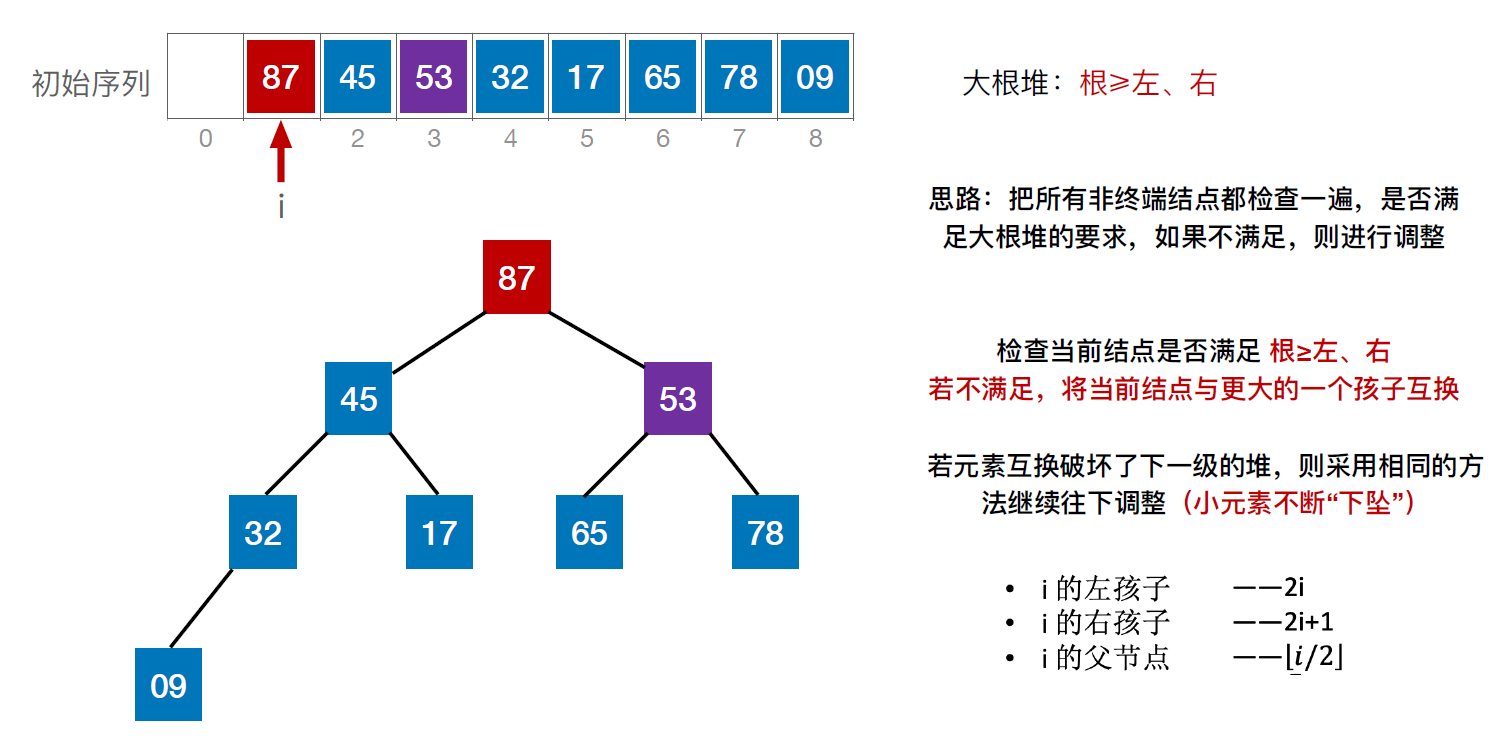 初始序列
87 45 53 32 17 65 78 09
0 2 3 4 5 6 7 8
i
87
45 53
32 17 65 78
09
大根堆：根≥左、右
思路：把所有非终端结点都检查一遍，是否满
足大根堆的要求，如果不满足，则进行调整
检查当前结点是否满足 根≥左、右
若不满足，将当前结点与更大的一个孩子互换
若元素互换破坏了下一级的堆，则采用相同的方
法继续往下调整（小元素不断“下坠”）
• i 的左孩子 ——2i
• i 的右孩子 ——2i+1
• i 的父节点 ——⌊i/2⌋